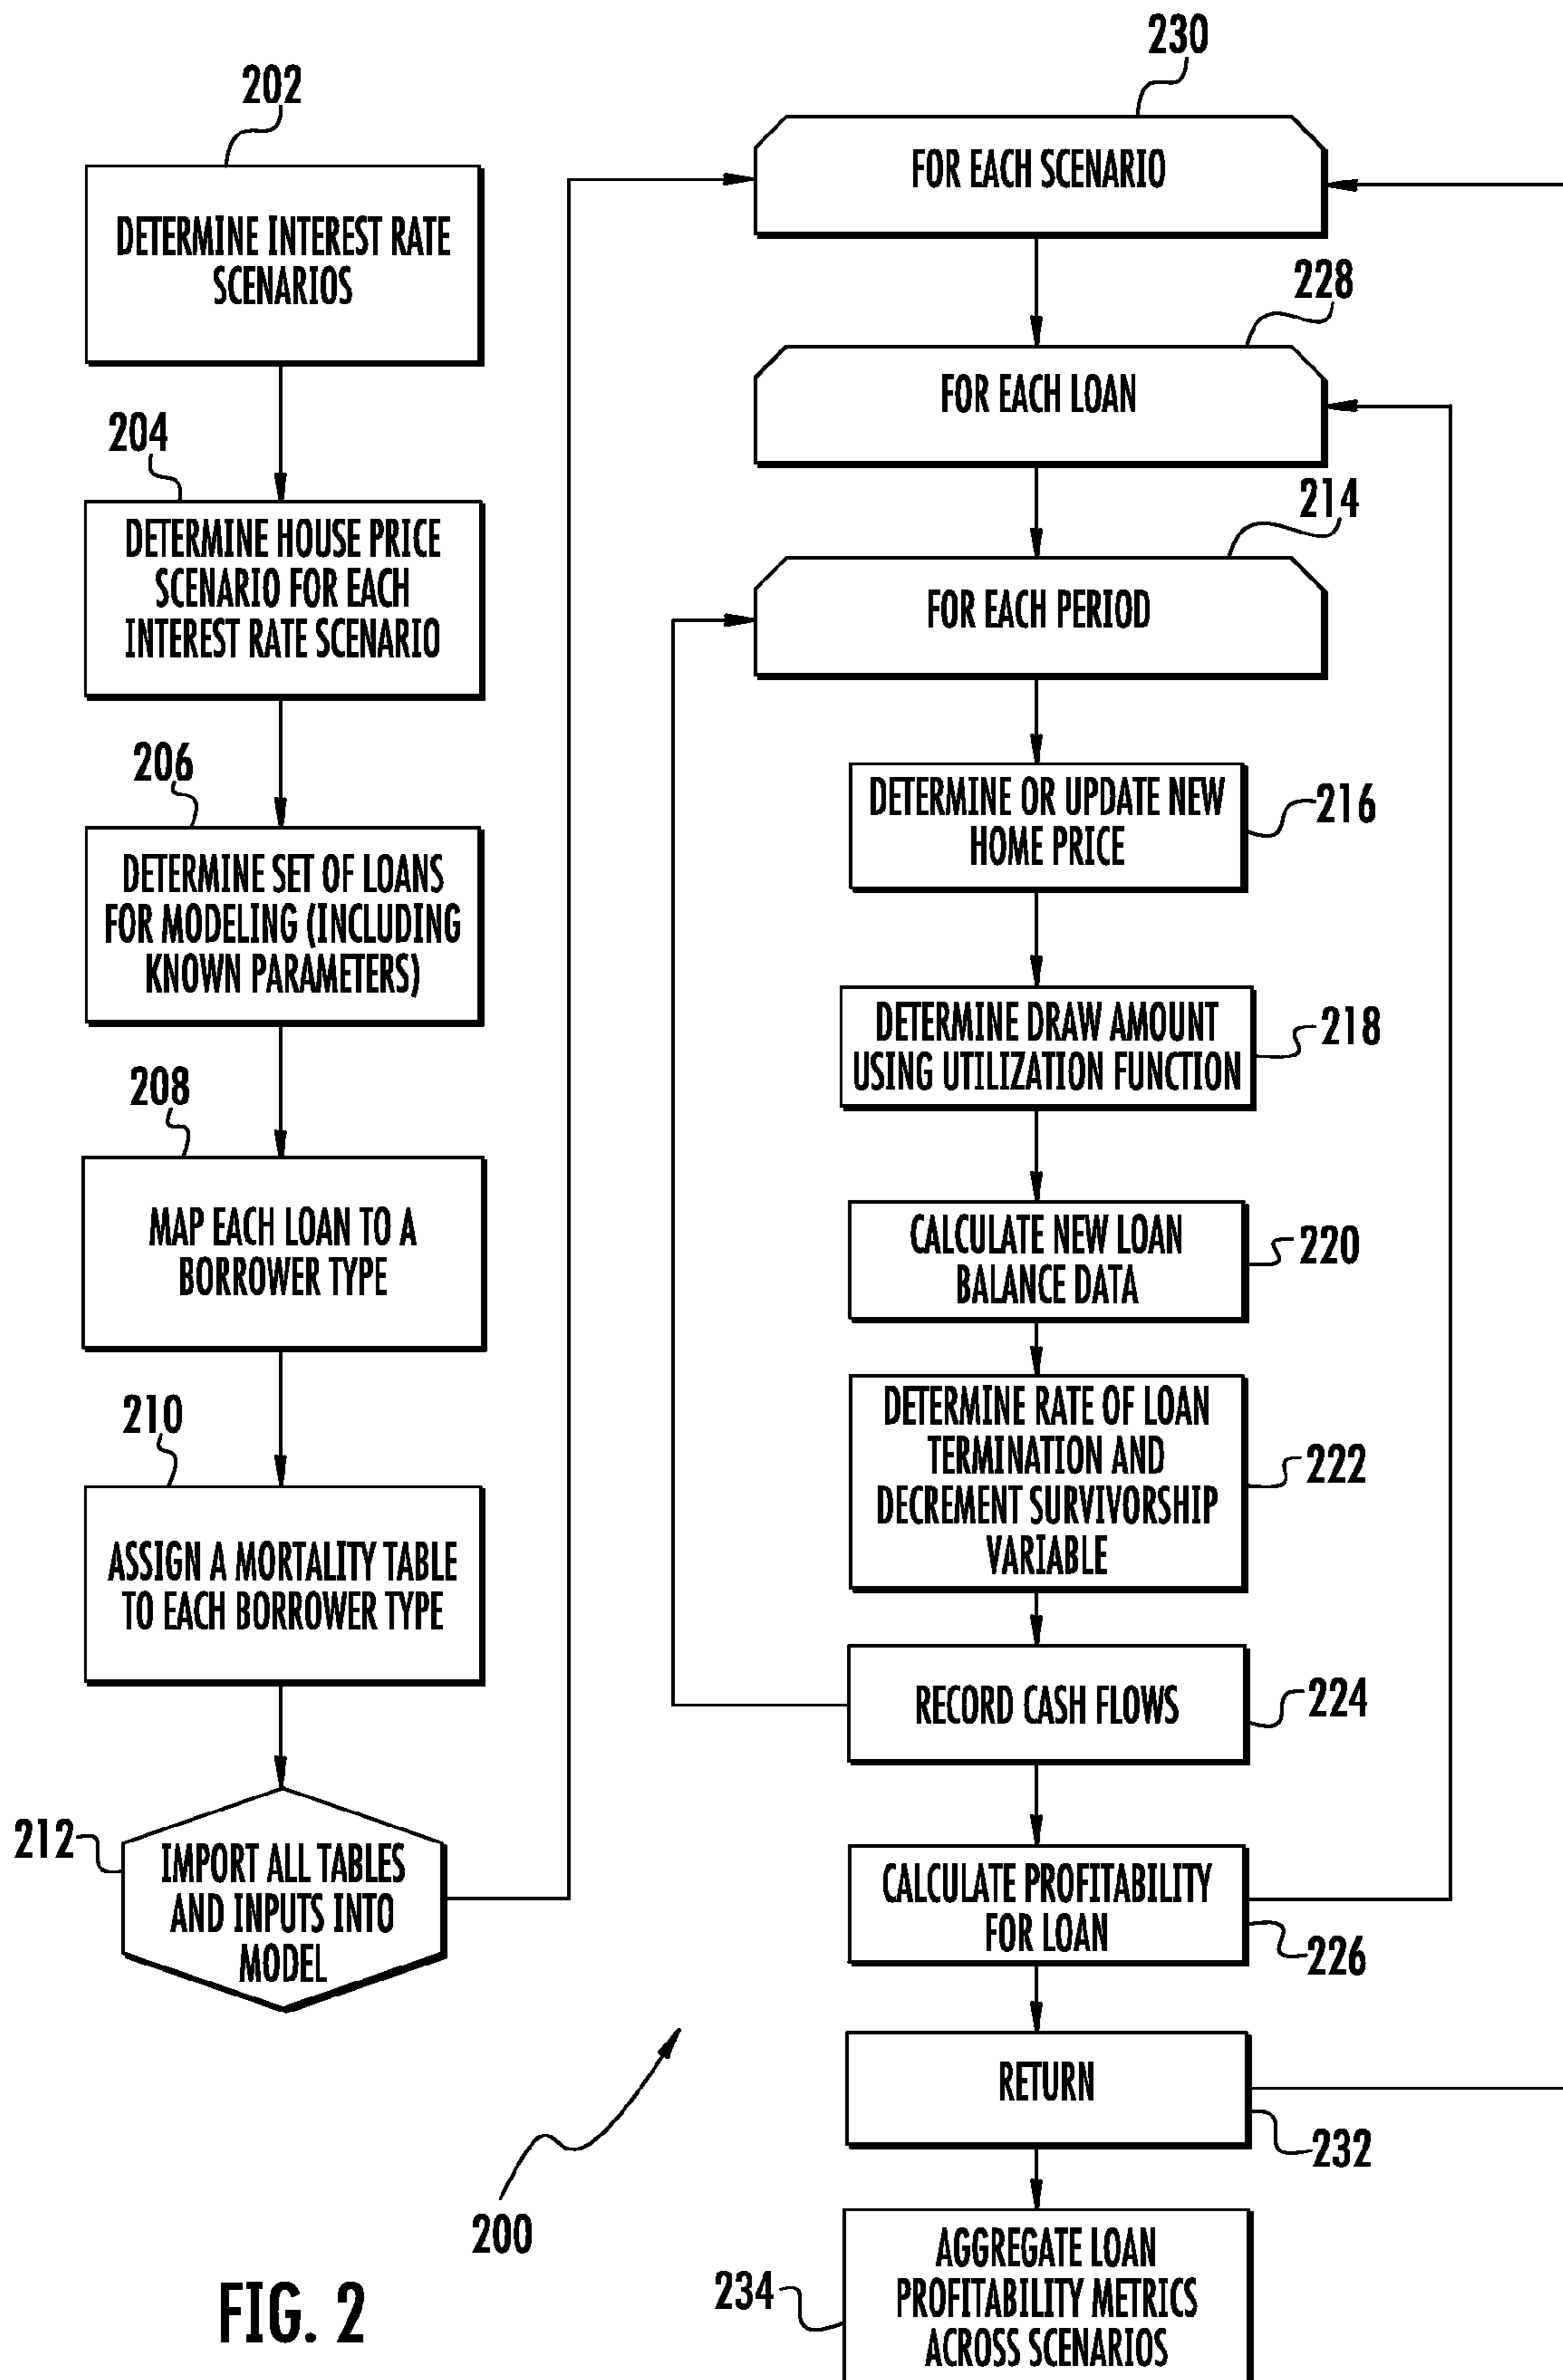 202
DETERMINE INTEREST RATE
SCENARIOS
204
DETERMINE HOUSE PRICE
SCENARIO FOR EACH
INTEREST RATE SCENARIO
206
DETERMINE SET OF LOANS
FOR MODELING (INCLUDING
KNOWN PARAMETERS)
208
MAP EACH LOAN TO A
BORROWER TYPE
210
ASSIGN A MORTALITY TABLE
TO EACH BORROWER TYPE
212
IMPORT ALL TABLES
AND INPUTS INTO
MODEL
230
FOR EACH SCENARIO
228
FOR EACH LOAN
214
FOR EACH PERIOD
DETERMINE OR UPDATE NEW
HOME PRICE
216
DETERMINE DRAW AMOUNT
USING UTILIZATION FUNCTION
218
CALCULATE NEW LOAN
BALANCE DATA
220
DETERMINE RATE OF LOAN
TERMINATION AND
DECREMENT SURVIVORSHIP
VARIABLE
222
RECORD CASH FLOWS
224
CALCULATE PROFITABILITY
FOR LOAN
226
RETURN
232
AGGREGATE LOAN
PROFITABILITY METRICS
ACROSS SCENARIOS
234
200
FIG. 2